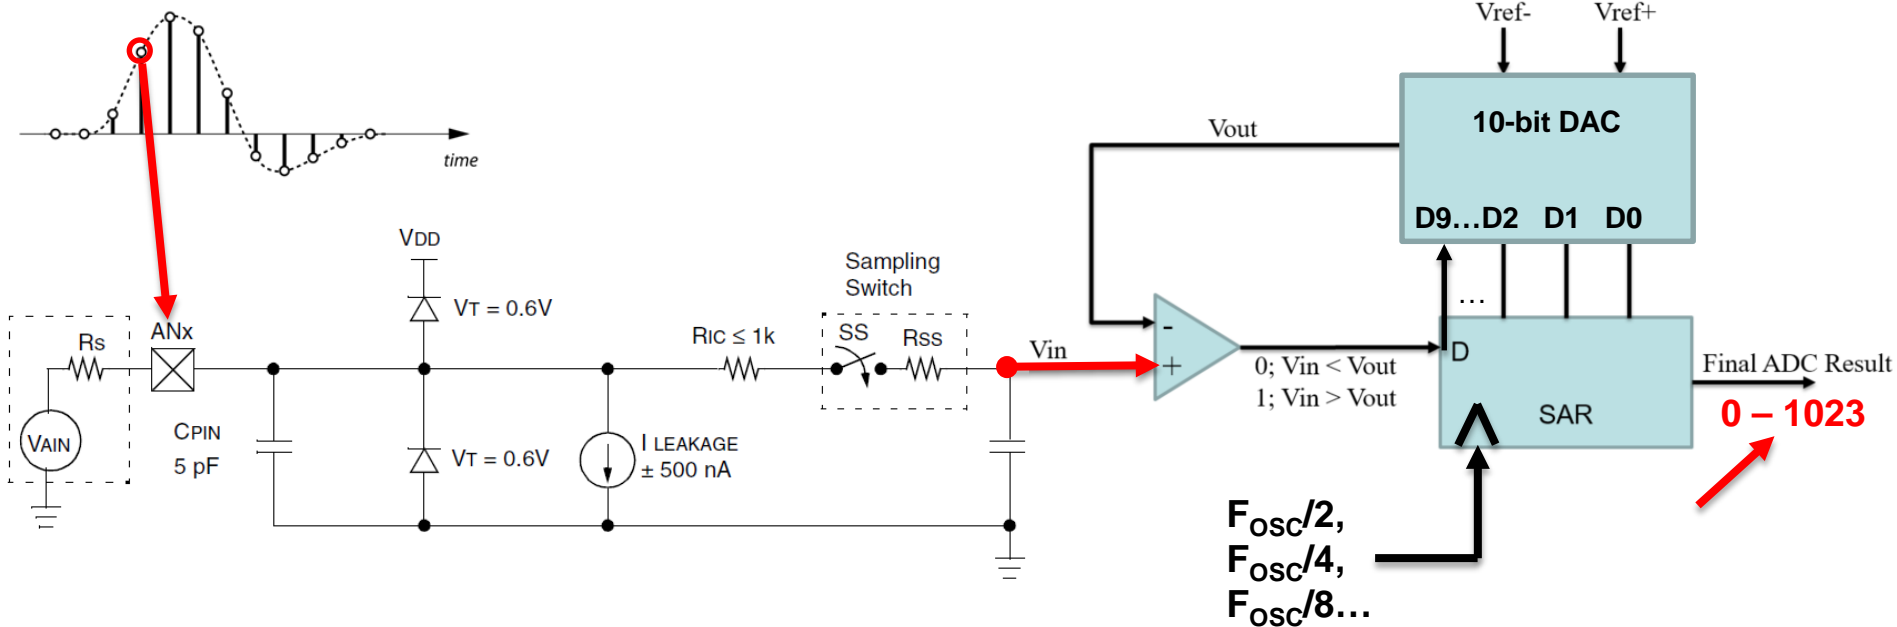 Vref-
Vref+
10-bit DAC
Vout
D9…D2 D1 D0
time
VDD
VT = 0.6V
Sampling
Switch
…
ANx
RS
RIC ≤ 1k
SS
RSS
Vin
-
+
0; Vin < Vout
1; Vin > Vout
D
SAR
Final ADC Result
0 – 1023
VAIN
CPIN
5 pF
VT = 0.6V
I LEAKAGE
± 500 nA
FOSC/2,
FOSC/4,
FOSC/8…